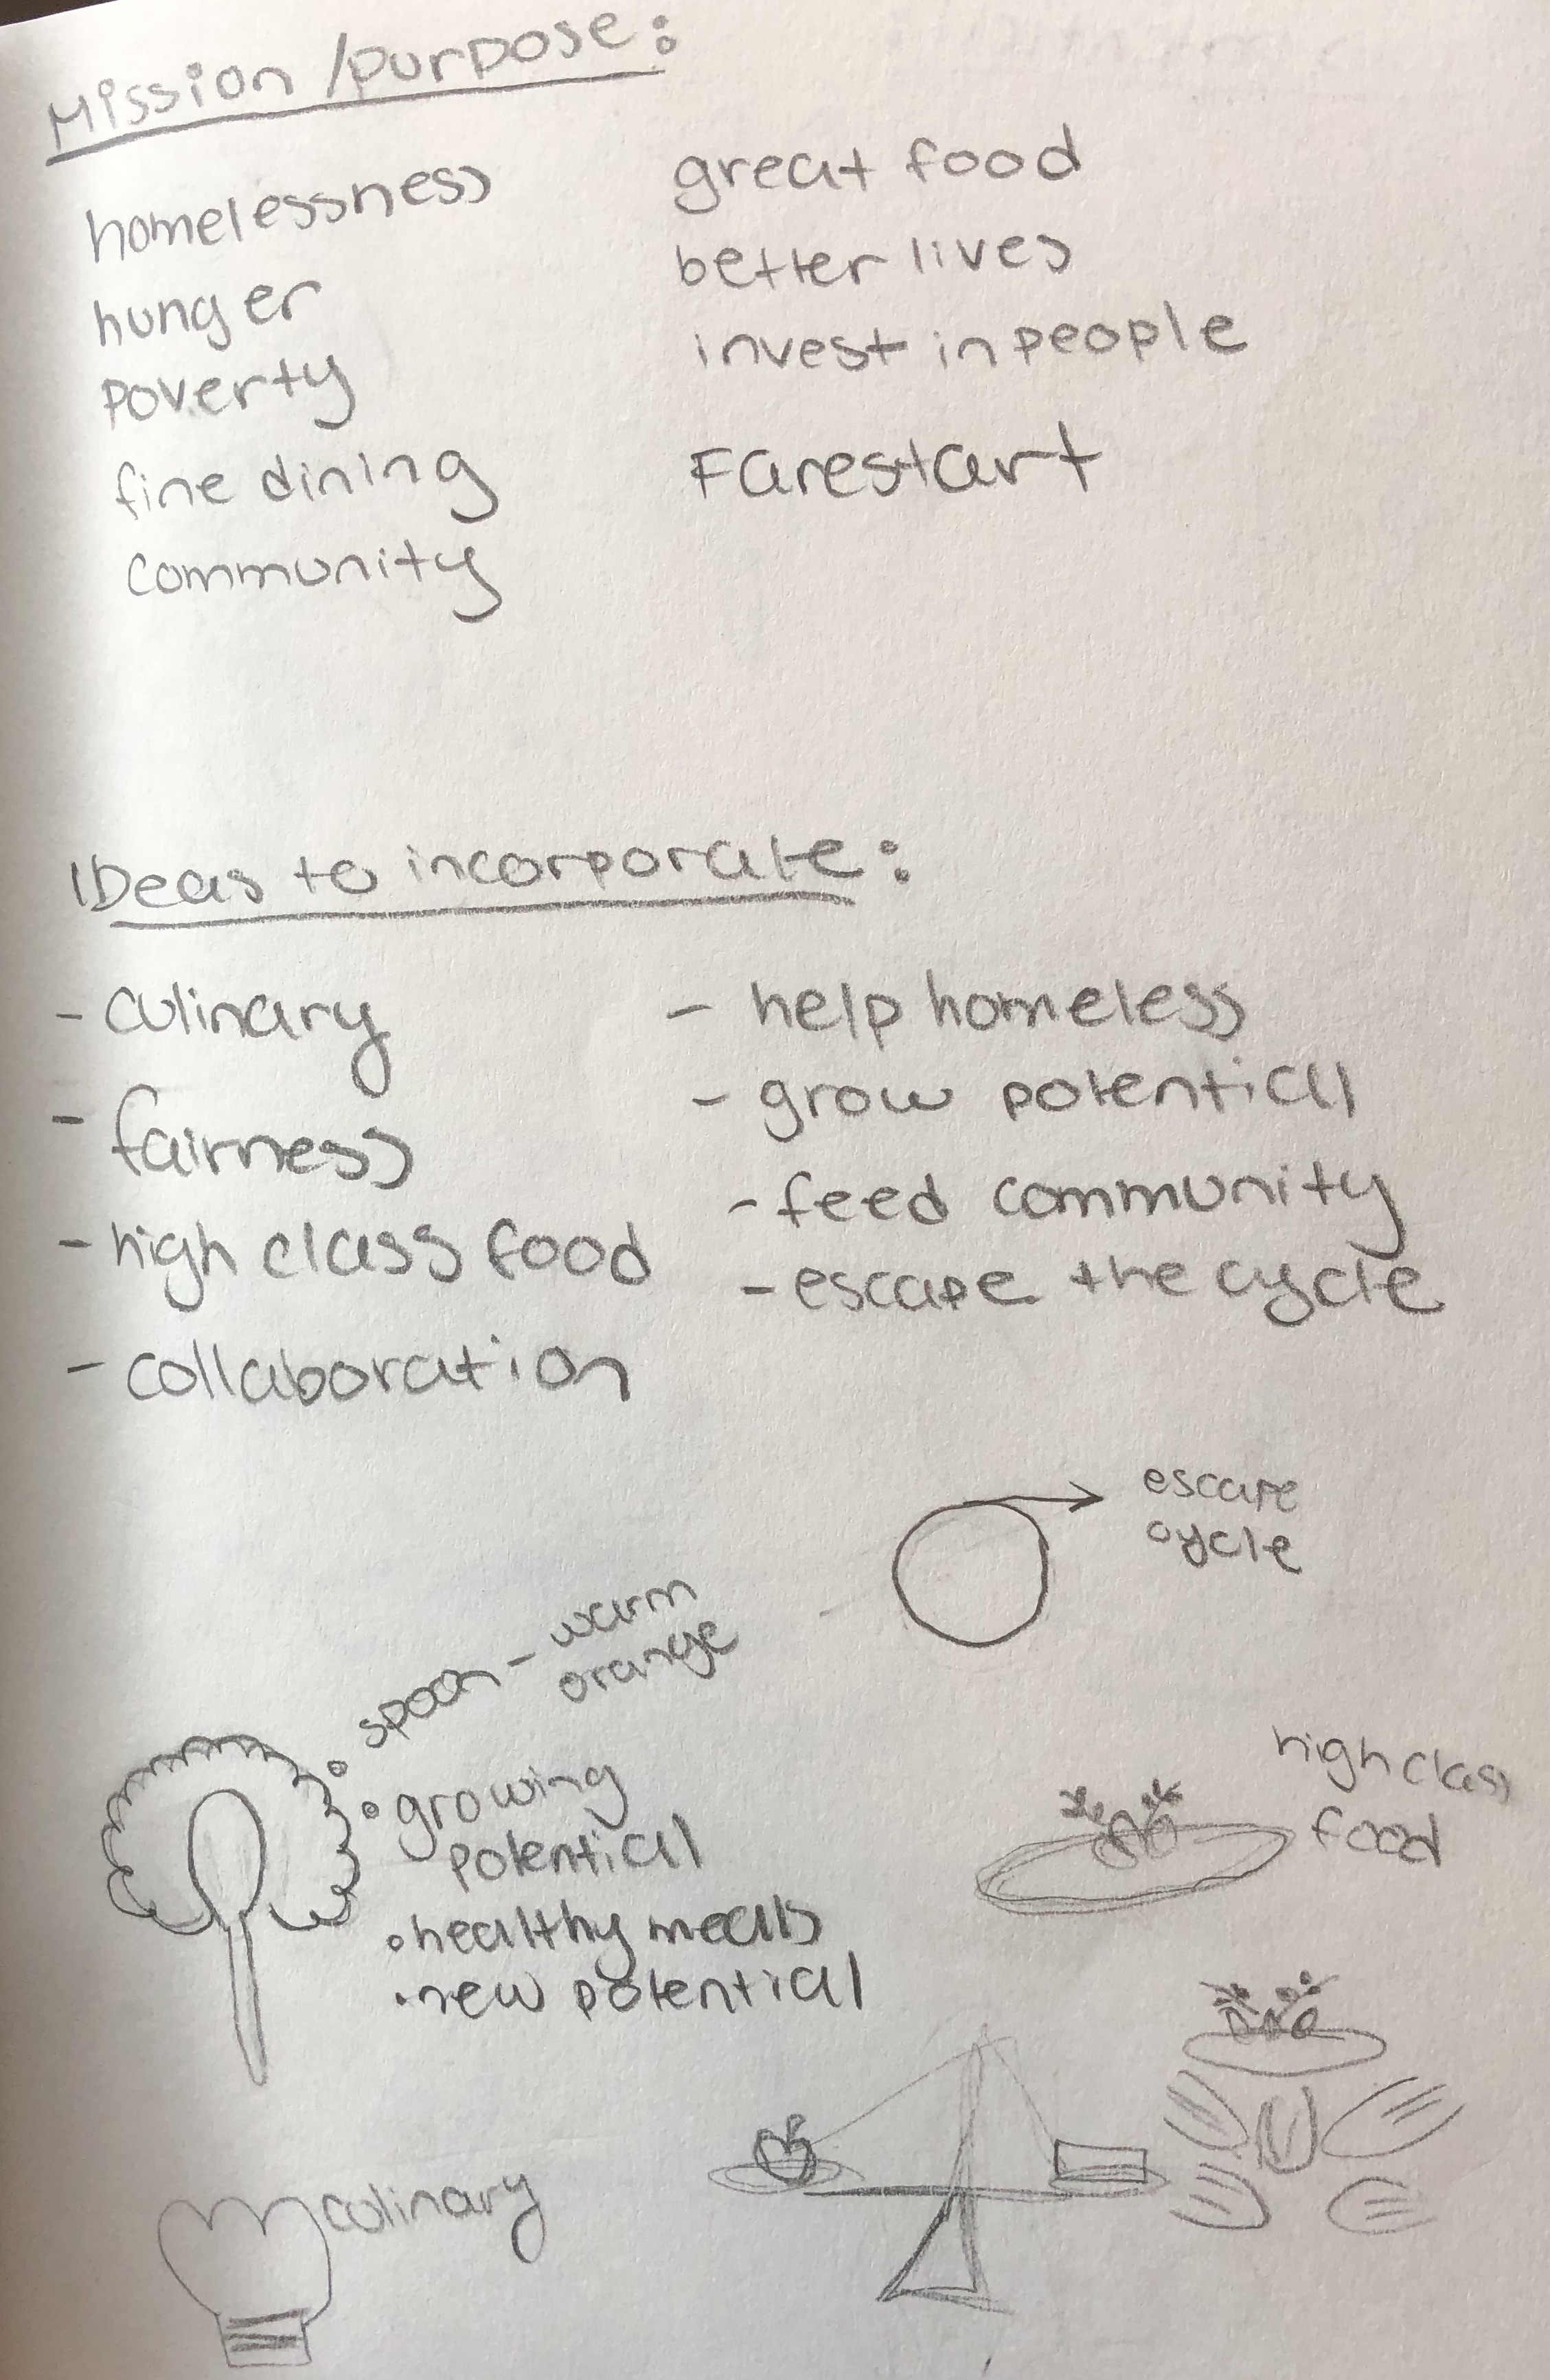 Mission/purpose:
homelessness
hunger
poverty
fine dining
community
great food
better lives
invest in people
Farestart
IDeas to incorporate:
- culinary
- fairness
- high class food
- collaboration
- help homeless
- grow potential
- feed community
- escape the cycle
escape
cycle
• spoon - warm
orange
• growing
potential
• healthy meals
• new potential
high class
food
culinary